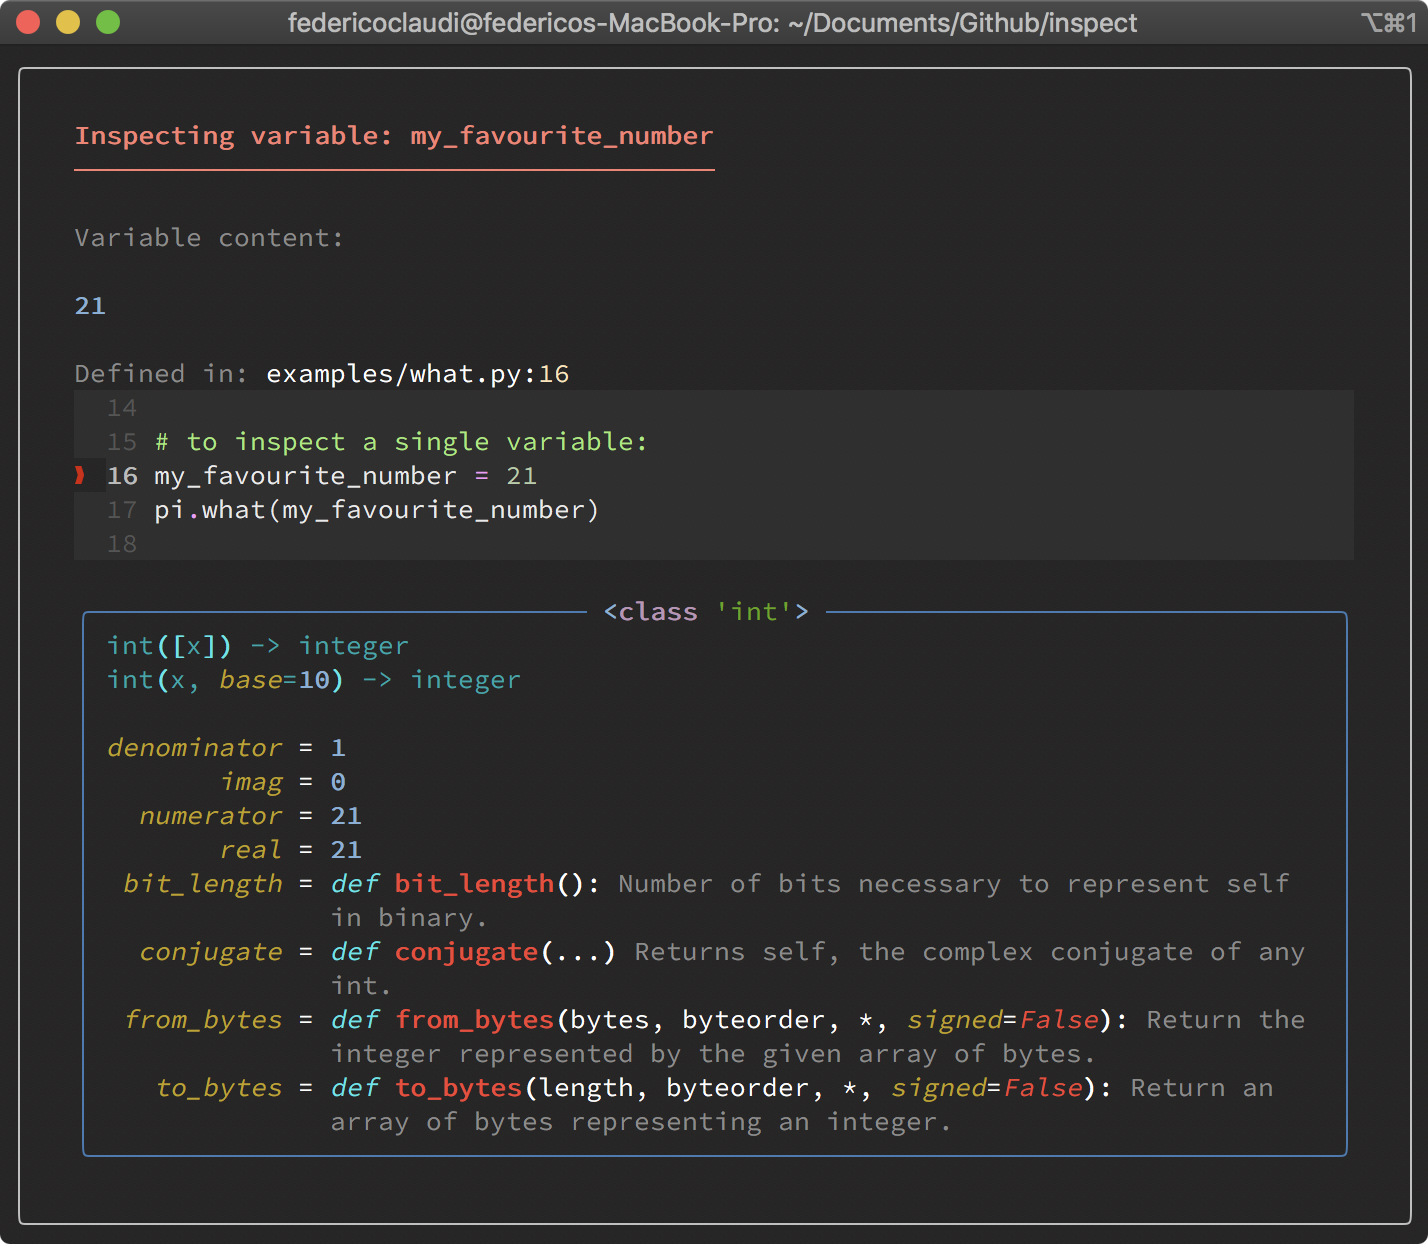 federicoclaudi@federicos-MacBook-Pro: ~/Documents/Github/inspect ⌥⌘1
Inspecting variable: my_favourite_number
Variable content:
21
Defined in: examples/what.py:16
14
15 # to inspect a single variable:
❱ 16 my_favourite_number = 21
17 pi.what(my_favourite_number)
18
<class 'int'>
int([x]) -> integer
int(x, base=10) -> integer
denominator = 1
imag = 0
numerator = 21
real = 21
bit_length = def bit_length(): Number of bits necessary to represent self
in binary.
conjugate = def conjugate(...) Returns self, the complex conjugate of any
int.
from_bytes = def from_bytes(bytes, byteorder, *, signed=False): Return the
integer represented by the given array of bytes.
to_bytes = def to_bytes(length, byteorder, *, signed=False): Return an
array of bytes representing an integer.